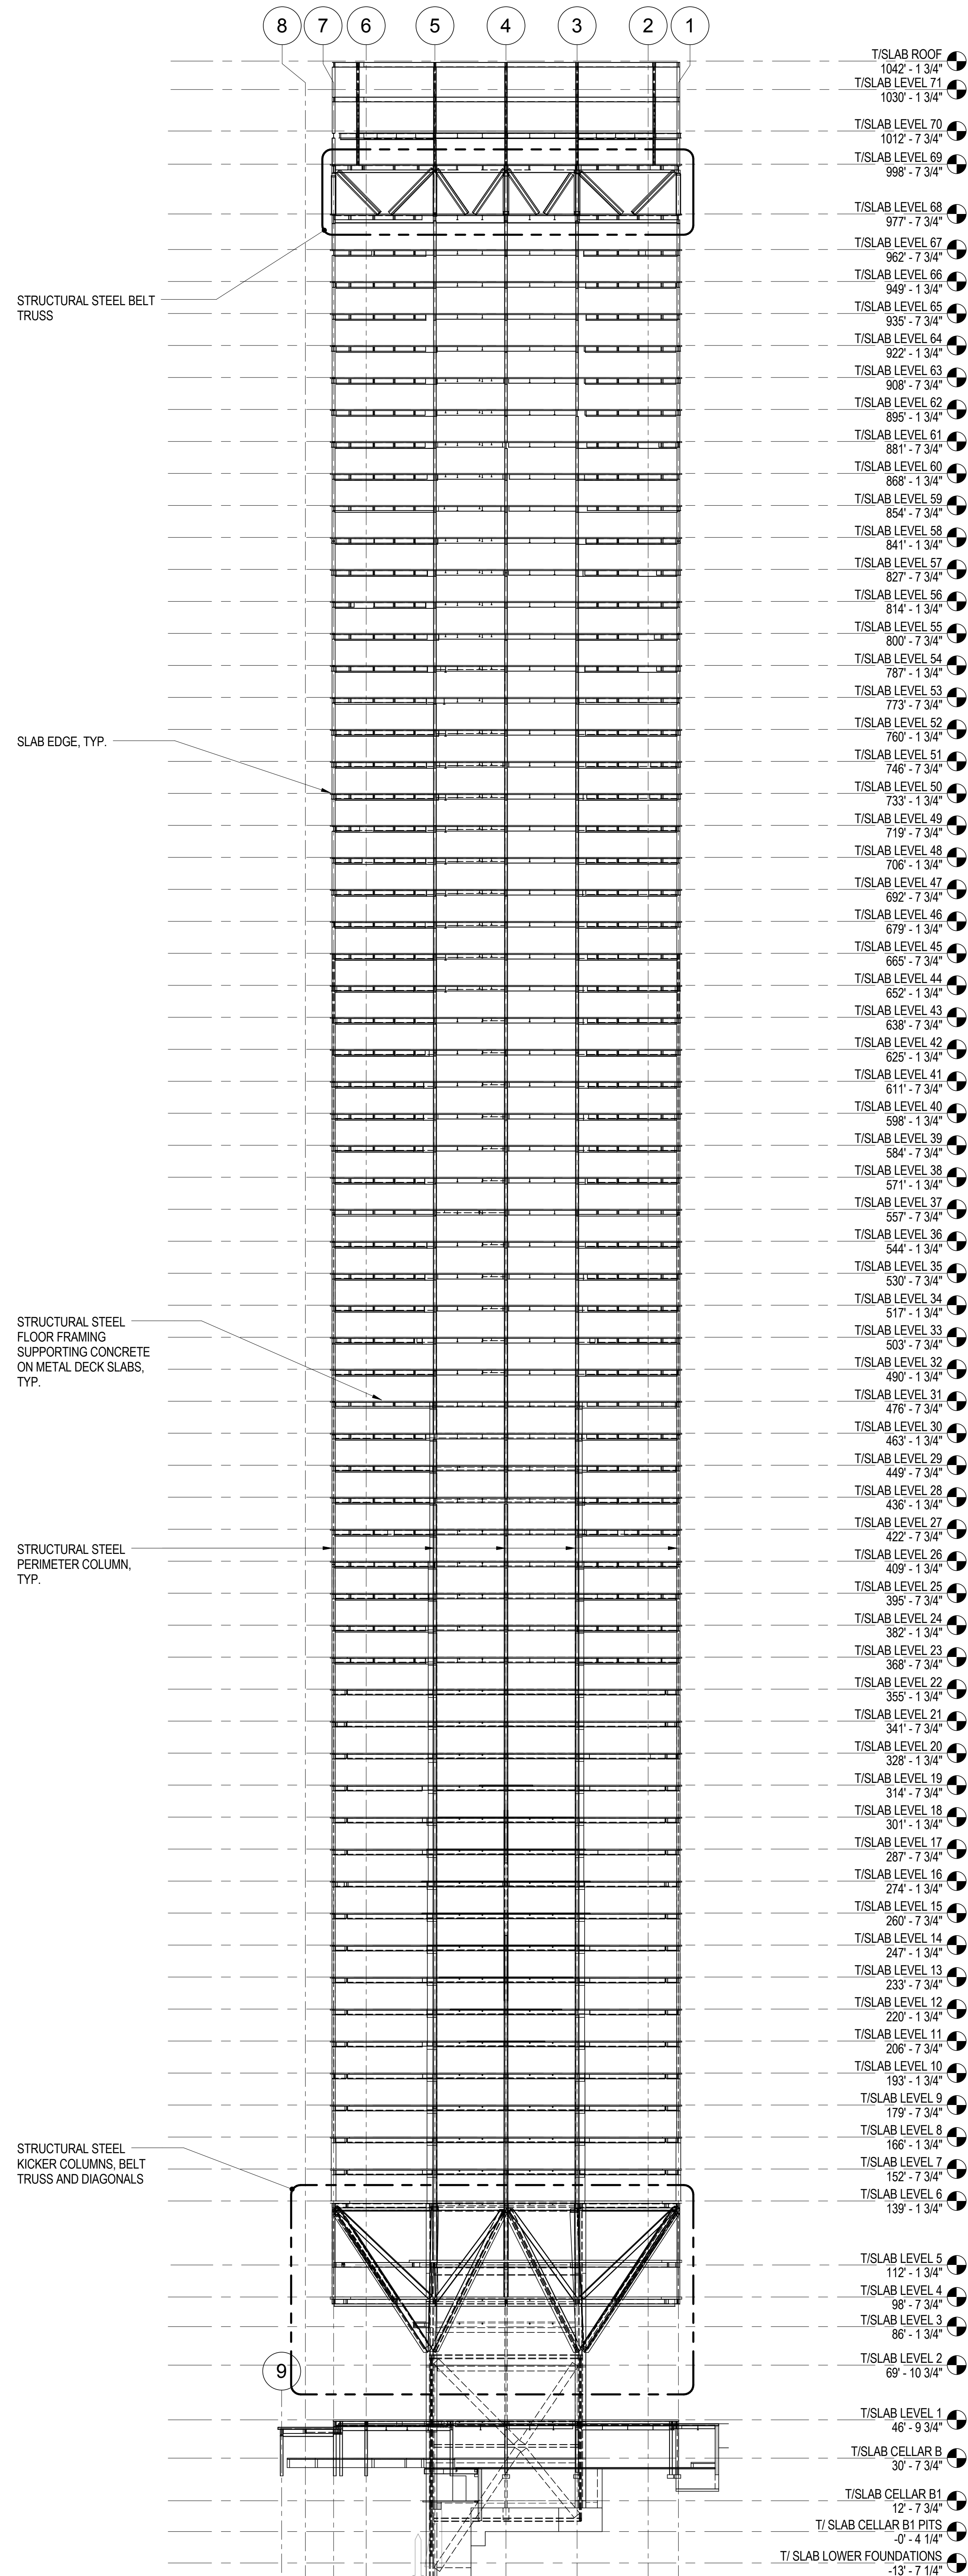 8 7 6 5 4 3 2 1
T/SLAB ROOF
1042' - 1 3/4"
T/SLAB LEVEL 71
1030' - 1 3/4"
T/SLAB LEVEL 70
1012' - 7 3/4"
T/SLAB LEVEL 69
998' - 7 3/4"
T/SLAB LEVEL 68
977' - 7 3/4"
T/SLAB LEVEL 67
962' - 7 3/4"
T/SLAB LEVEL 66
949' - 1 3/4"
STRUCTURAL STEEL BELT
TRUSS
T/SLAB LEVEL 65
935' - 7 3/4"
T/SLAB LEVEL 64
922' - 1 3/4"
T/SLAB LEVEL 63
908' - 7 3/4"
T/SLAB LEVEL 62
895' - 1 3/4"
T/SLAB LEVEL 61
881' - 7 3/4"
T/SLAB LEVEL 60
868' - 1 3/4"
T/SLAB LEVEL 59
854' - 7 3/4"
T/SLAB LEVEL 58
841' - 1 3/4"
T/SLAB LEVEL 57
827' - 7 3/4"
T/SLAB LEVEL 56
814' - 1 3/4"
T/SLAB LEVEL 55
800' - 7 3/4"
T/SLAB LEVEL 54
787' - 1 3/4"
T/SLAB LEVEL 53
773' - 7 3/4"
T/SLAB LEVEL 52
760' - 1 3/4"
SLAB EDGE, TYP.
T/SLAB LEVEL 51
746' - 7 3/4"
T/SLAB LEVEL 50
733' - 1 3/4"
T/SLAB LEVEL 49
719' - 7 3/4"
T/SLAB LEVEL 48
706' - 1 3/4"
T/SLAB LEVEL 47
692' - 7 3/4"
T/SLAB LEVEL 46
679' - 1 3/4"
T/SLAB LEVEL 45
665' - 7 3/4"
T/SLAB LEVEL 44
652' - 1 3/4"
T/SLAB LEVEL 43
638' - 7 3/4"
T/SLAB LEVEL 42
625' - 1 3/4"
T/SLAB LEVEL 41
611' - 7 3/4"
T/SLAB LEVEL 40
598' - 1 3/4"
T/SLAB LEVEL 39
584' - 7 3/4"
T/SLAB LEVEL 38
571' - 1 3/4"
T/SLAB LEVEL 37
557' - 7 3/4"
T/SLAB LEVEL 36
544' - 1 3/4"
T/SLAB LEVEL 35
530' - 7 3/4"
T/SLAB LEVEL 34
517' - 1 3/4"
STRUCTURAL STEEL
FLOOR FRAMING
SUPPORTING CONCRETE
ON METAL DECK SLABS,
TYP.
T/SLAB LEVEL 33
503' - 7 3/4"
T/SLAB LEVEL 32
490' - 1 3/4"
T/SLAB LEVEL 31
476' - 7 3/4"
T/SLAB LEVEL 30
463' - 1 3/4"
T/SLAB LEVEL 29
449' - 7 3/4"
T/SLAB LEVEL 28
436' - 1 3/4"
T/SLAB LEVEL 27
422' - 7 3/4"
STRUCTURAL STEEL
PERIMETER COLUMN,
TYP.
T/SLAB LEVEL 26
409' - 1 3/4"
T/SLAB LEVEL 25
395' - 7 3/4"
T/SLAB LEVEL 24
382' - 1 3/4"
T/SLAB LEVEL 23
368' - 7 3/4"
T/SLAB LEVEL 22
355' - 1 3/4"
T/SLAB LEVEL 21
341' - 7 3/4"
T/SLAB LEVEL 20
328' - 1 3/4"
T/SLAB LEVEL 19
314' - 7 3/4"
T/SLAB LEVEL 18
301' - 1 3/4"
T/SLAB LEVEL 17
287' - 7 3/4"
T/SLAB LEVEL 16
274' - 1 3/4"
T/SLAB LEVEL 15
260' - 7 3/4"
T/SLAB LEVEL 14
247' - 1 3/4"
T/SLAB LEVEL 13
233' - 7 3/4"
T/SLAB LEVEL 12
220' - 1 3/4"
T/SLAB LEVEL 11
206' - 7 3/4"
T/SLAB LEVEL 10
193' - 1 3/4"
T/SLAB LEVEL 9
179' - 7 3/4"
T/SLAB LEVEL 8
166' - 1 3/4"
STRUCTURAL STEEL
KICKER COLUMNS, BELT
TRUSS AND DIAGONALS
T/SLAB LEVEL 7
152' - 7 3/4"
T/SLAB LEVEL 6
139' - 1 3/4"
T/SLAB LEVEL 5
112' - 1 3/4"
T/SLAB LEVEL 4
98' - 7 3/4"
T/SLAB LEVEL 3
86' - 1 3/4"
T/SLAB LEVEL 2
69' - 10 3/4"
9
T/SLAB LEVEL 1
46' - 9 3/4"
T/SLAB CELLAR B
30' - 7 3/4"
T/SLAB CELLAR B1
12' - 7 3/4"
T/ SLAB CELLAR B1 PITS
-0' - 4 1/4"
T/ SLAB LOWER FOUNDATIONS
-13' - 7 1/4"